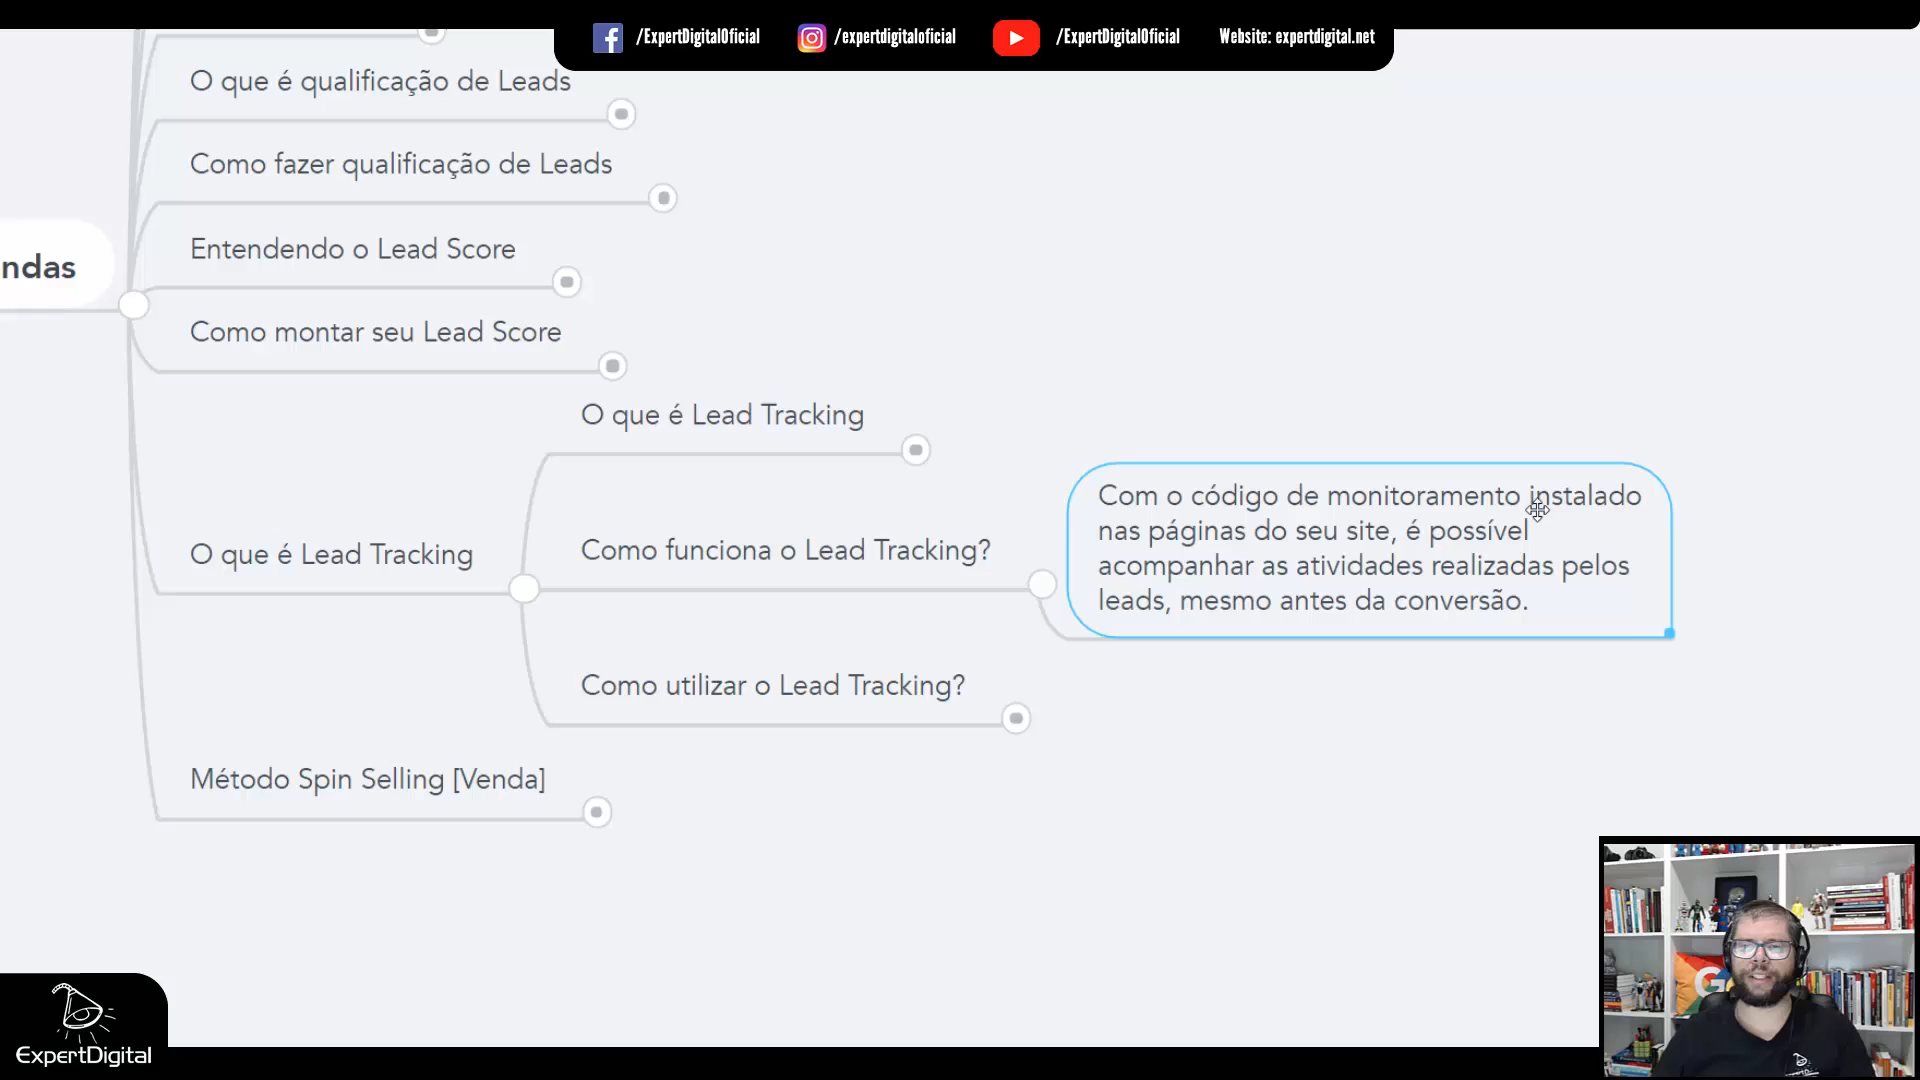 /ExpertDigitalOficial
/expertdigitaloficial
/ExpertDigitalOficial
Website: expertdigital.net
O que é qualificação de Leads
Como fazer qualificação de Leads
Entendendo o Lead Score
ndas
Como montar seu Lead Score
O que é Lead Tracking
O que é Lead Tracking
Como funciona o Lead Tracking?
Com o código de monitoramento instalado
nas páginas do seu site, é possível
acompanhar as atividades realizadas pelos
leads, mesmo antes da conversão.
Como utilizar o Lead Tracking?
Método Spin Selling [Venda]
ExpertDigital